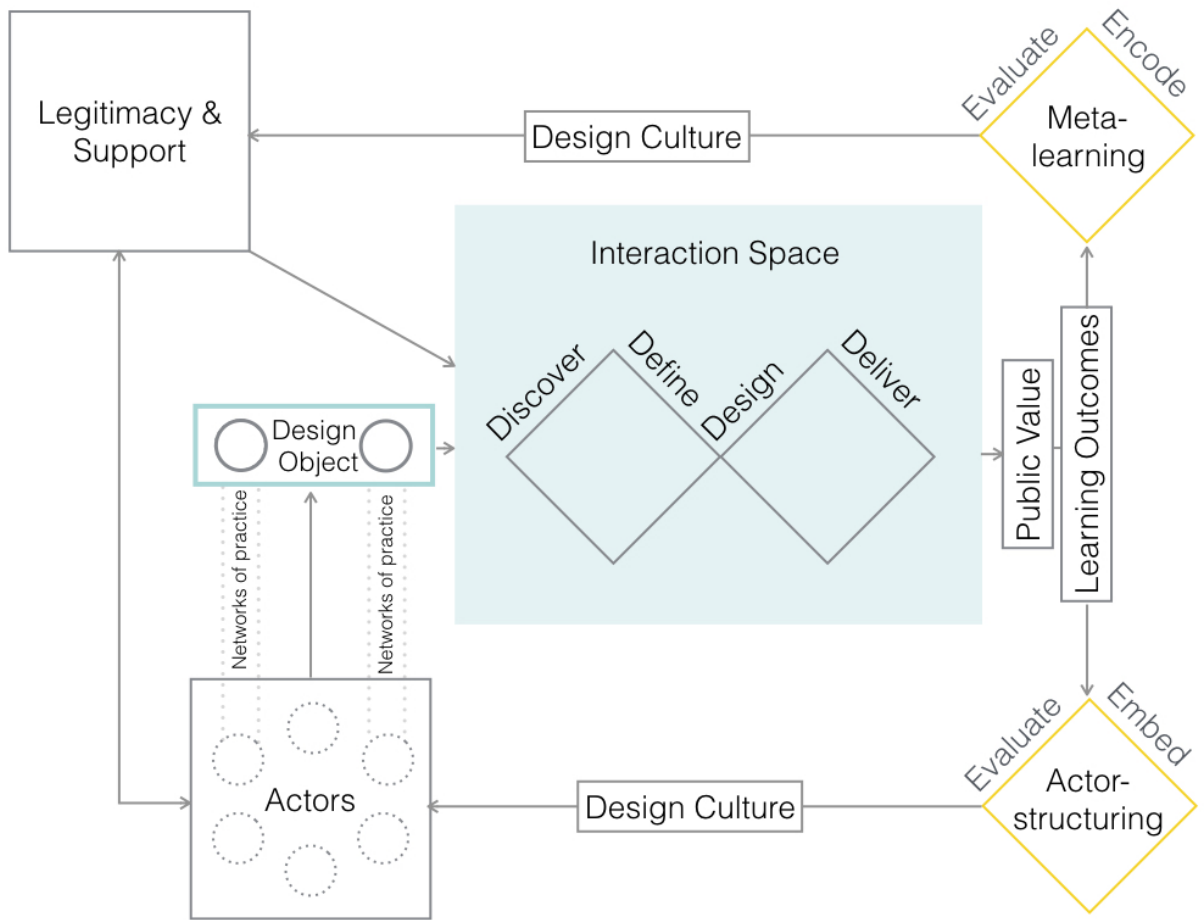 Legitimacy &
Support
Design Culture
Evaluate
Encode
Meta-
learning
Interaction Space
Discover
Define
Design
Deliver
Design
Object
Networks of practice
Networks of practice
Public Value
Learning Outcomes
Actors
Design Culture
Evaluate
Embed
Actor-
structuring